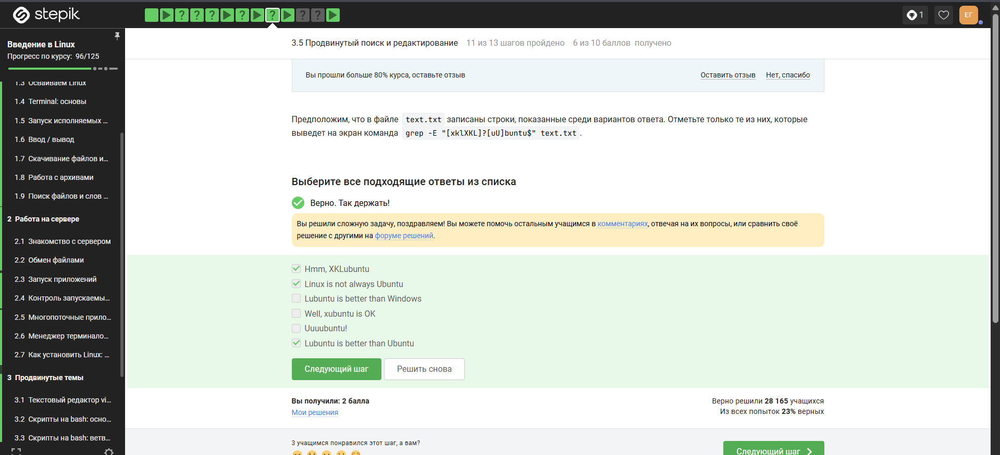 stepik
1
ЕГ
Введение в Linux
Прогресс по курсу: 96/125
1.3 Осваиваем Linux
1.4 Terminal: основы
1.5 Запуск исполняемых ...
1.6 Ввод / вывод
1.7 Скачивание файлов и...
1.8 Работа с архивами
1.9 Поиск файлов и слов ...
2 Работа на сервере
2.1 Знакомство с сервером
2.2 Обмен файлами
2.3 Запуск приложений
2.4 Контроль запускаемы...
2.5 Многопоточные прило...
2.6 Менеджер терминало...
2.7 Как установить Linux: ...
3 Продвинутые темы
3.1 Текстовый редактор vi...
3.2 Скрипты на bash: осно...
3.3 Скрипты на bash: ветв...
3.5 Продвинутый поиск и редактирование 11 из 13 шагов пройдено 6 из 10 баллов получено
Вы прошли больше 80% курса, оставьте отзыв Оставить отзыв Нет, спасибо
Предположим, что в файле text.txt записаны строки, показанные среди вариантов ответа. Отметьте только те из них, которые
выведет на экран команда grep -E "[xklXKL]?[uU]buntu$" text.txt.
Выберите все подходящие ответы из списка
Верно. Так держать!
Вы решили сложную задачу, поздравляем! Вы можете помочь остальным учащимся в комментариях, отвечая на их вопросы, или сравнить своё
решение с другими на форуме решений.
Hmm, XKLubuntu
Linux is not always Ubuntu
Lubuntu is better than Windows
Well, xubuntu is OK
Uuuubuntu!
Lubuntu is better than Ubuntu
Следующий шаг Решить снова
Вы получили: 2 балла
Мои решения
Верно решили 28 165 учащихся
Из всех попыток 23% верных
3 учащимся понравился этот шаг, а вам?
Следующий шаг